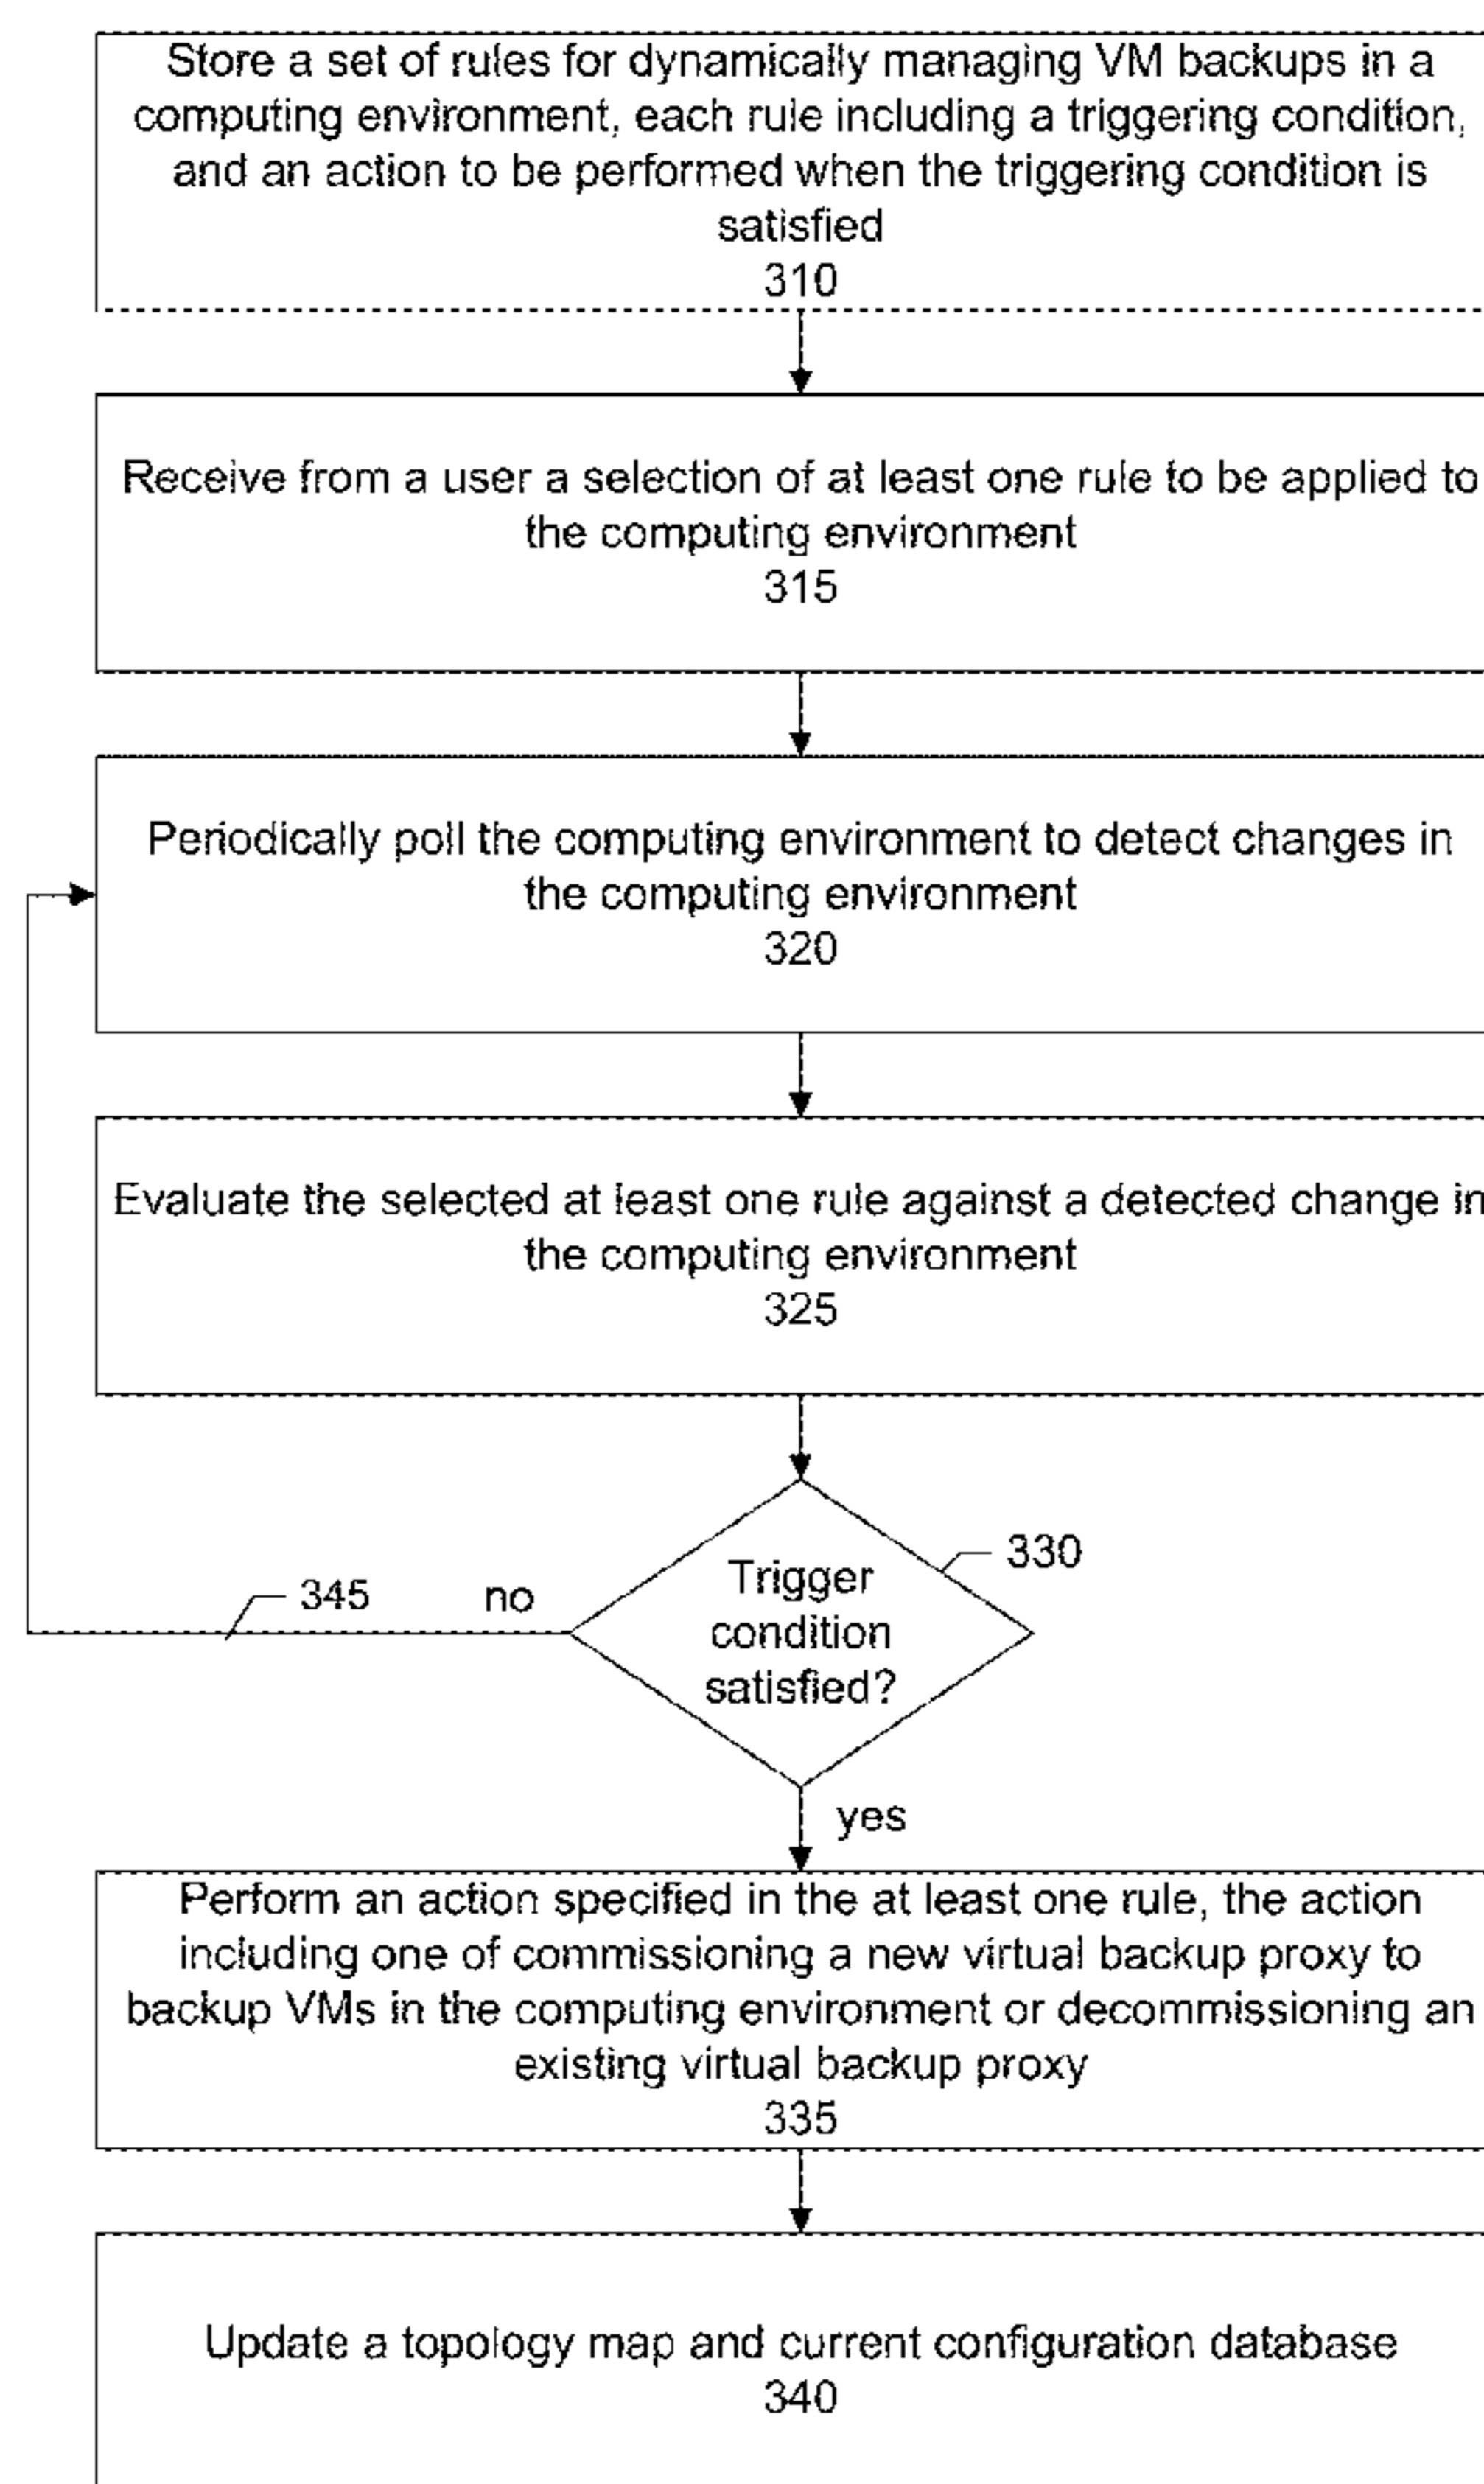 Store a set of rules for dynamically managing VM backups in a
computing environment, each rule including a triggering condition,
and an action to be performed when the triggering condition is
satisfied
310
Receive from a user a selection of at least one rule to be applied to
the computing environment
315
Periodically poll the computing environment to detect changes in
the computing environment
320
Evaluate the selected at least one rule against a detected change in
the computing environment
325
330
Trigger
condition
satisfied?
345
no
yes
Perform an action specified in the at least one rule, the action
including one of commissioning a new virtual backup proxy to
backup VMs in the computing environment or decommissioning an
existing virtual backup proxy
335
Update a topology map and current configuration database
340